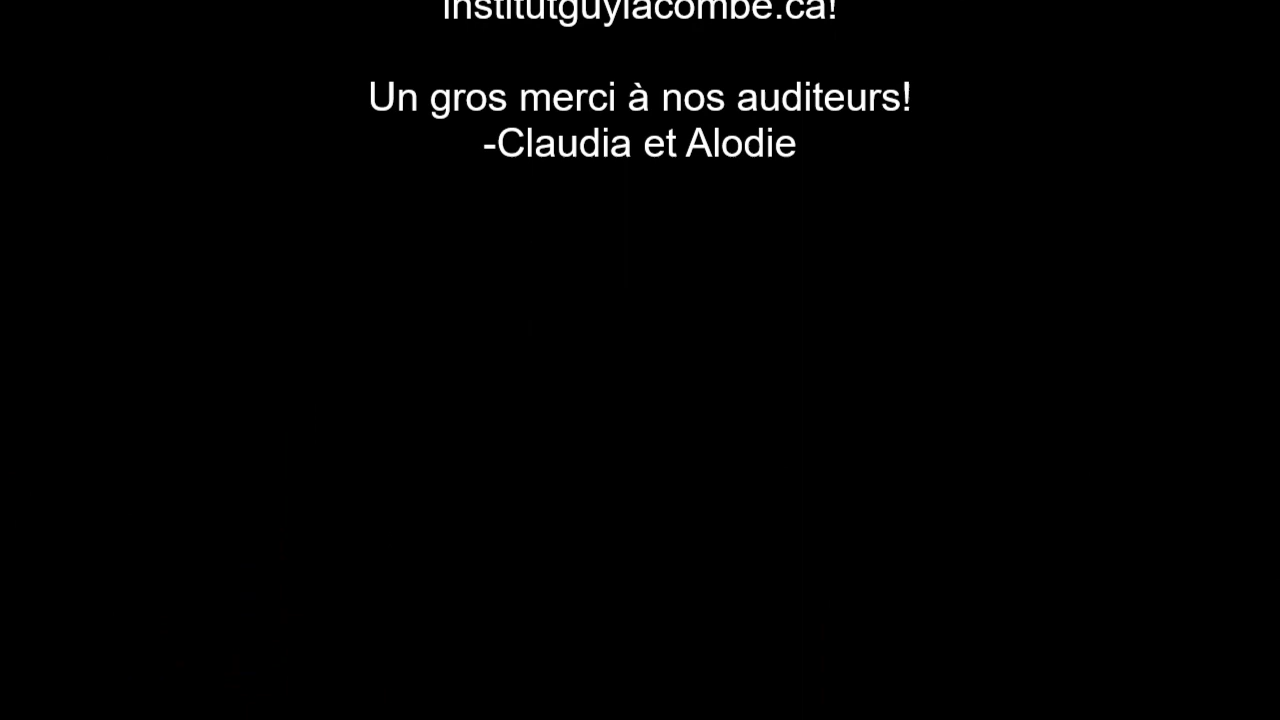 institutguylacombe.ca!
Un gros merci à nos auditeurs!
-Claudia et Alodie